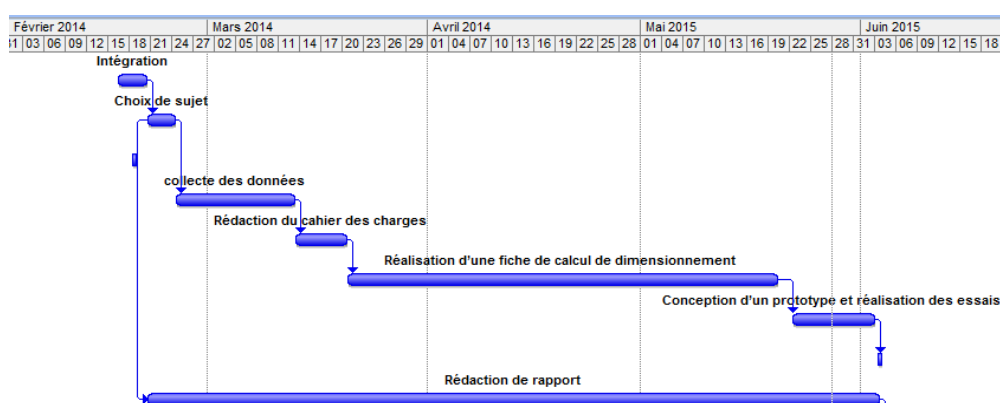 Février 2014 Mars 2014 Avril 2014 Mai 2015 Juin 2015
31 03 06 09 12 15 18 21 24 27 02 05 08 11 14 17 20 23 26 29 01 04 07 10 13 16 19 22 25 28 01 04 07 10 13 16 19 22 25 28 31 03 06 09 12 15 18
Intégration
Choix de sujet
collecte des données
Rédaction du cahier des charges
Réalisation d'une fiche de calcul de dimensionnement
Conception d'un prototype et réalisation des essais
Rédaction de rapport